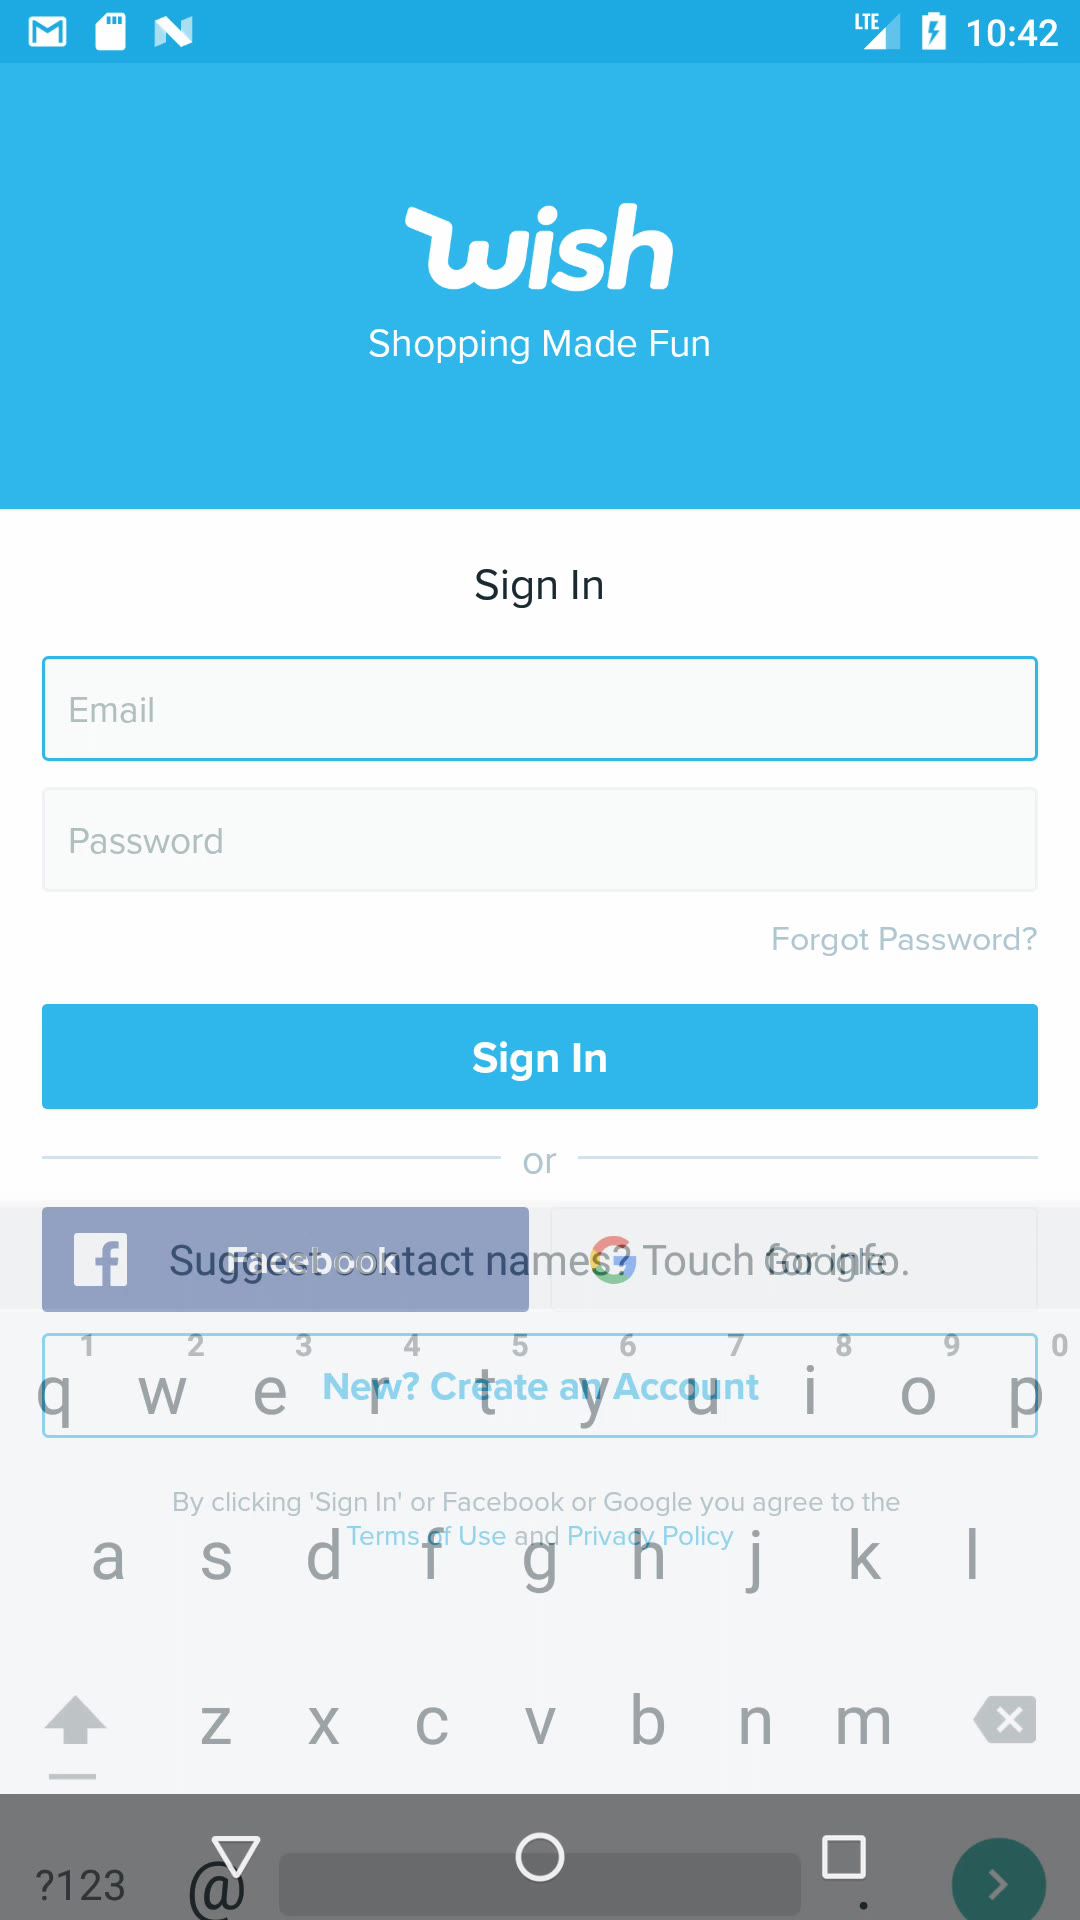 LTE 10:42
wish
Shopping Made Fun
Sign In
Email
Password
Forgot Password?
Sign In
or
Facebook
Google
Suggest contact names? Touch for info.
1 2 3 4 5 6 7 8 9 0
q w e r t y u i o p
New? Create an Account
By clicking 'Sign In' or Facebook or Google you agree to the
Terms of Use and Privacy Policy
a s d f g h j k l
z x c v b n m
?123 @ .